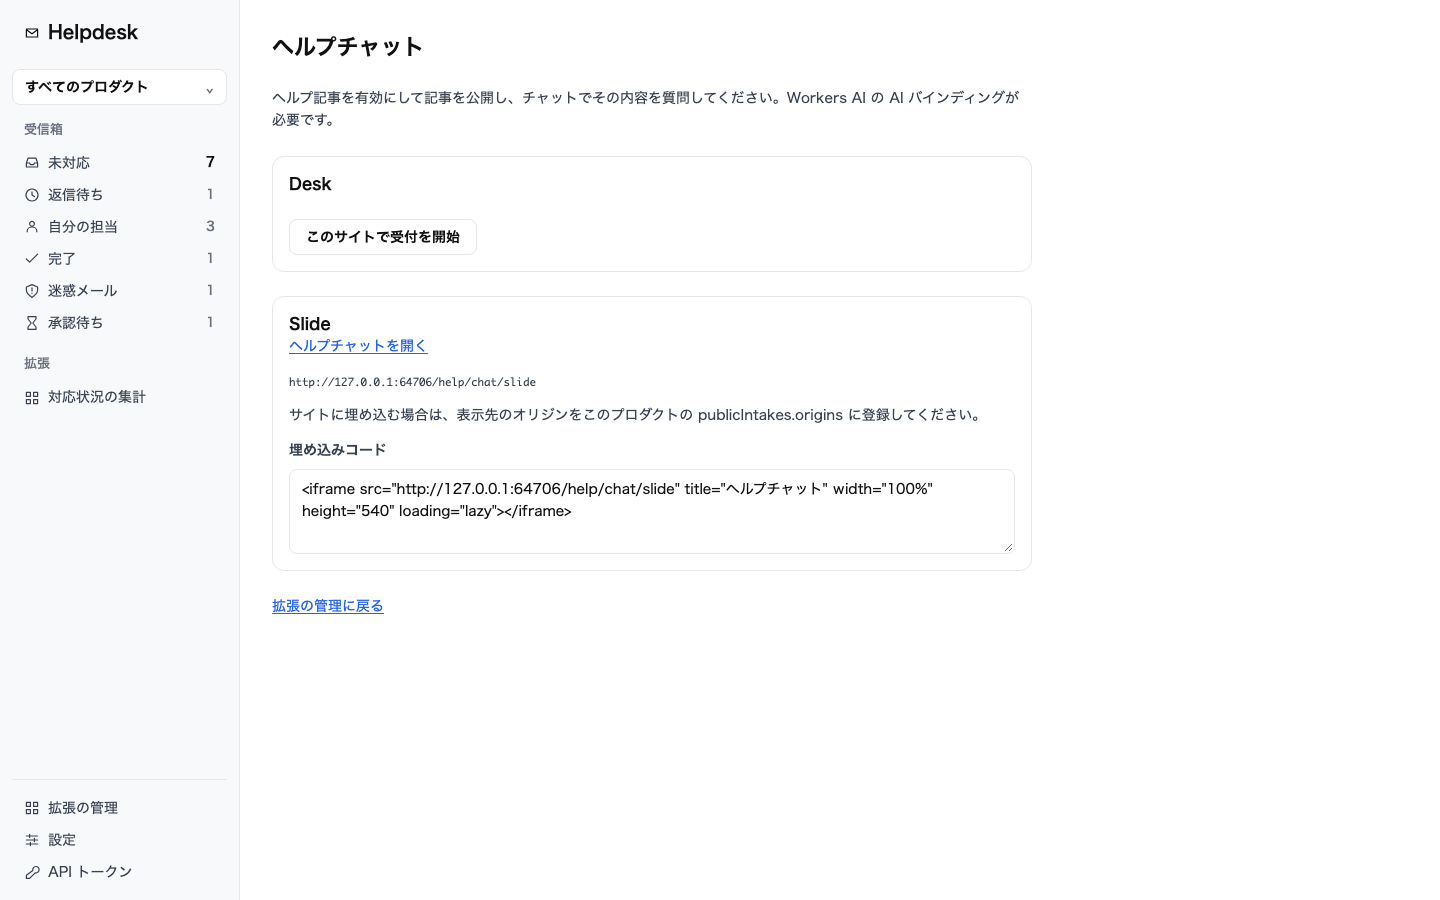 Helpdesk
すべてのプロダクト
受信箱
未対応 7
返信待ち 1
自分の担当 3
完了 1
迷惑メール 1
承認待ち 1
拡張
対応状況の集計
拡張の管理
設定
API トークン
ヘルプチャット
ヘルプ記事を有効にして記事を公開し、チャットでその内容を質問してください。Workers AI の AI バインディングが
必要です。
Desk
このサイトで受付を開始
Slide
ヘルプチャットを開く
http://127.0.0.1:64706/help/chat/slide
サイトに埋め込む場合は、表示先のオリジンをこのプロダクトの publicIntakes.origins に登録してください。
埋め込みコード
<iframe src="http://127.0.0.1:64706/help/chat/slide" title="ヘルプチャット" width="100%"
height="540" loading="lazy"></iframe>
拡張の管理に戻る